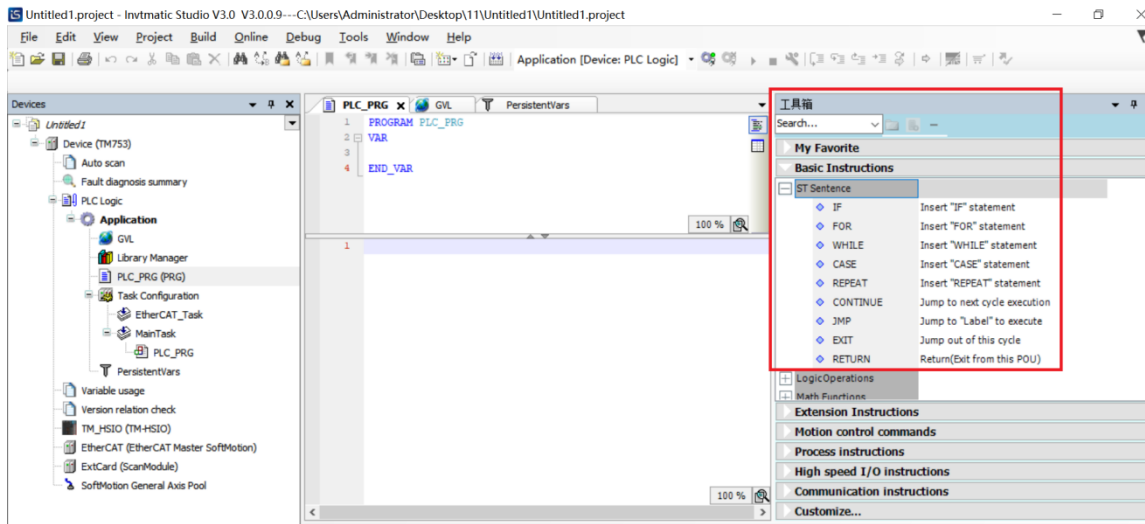 Untitled1.project - Invtmatic Studio V3.0 V3.0.0.9---C:\Users\Administrator\Desktop\11\Untitled1\Untitled1.project
File Edit View Project Build Online Debug Tools Window Help
Application [Device: PLC Logic]
Devices
Untitled1
Device (TM753)
Auto scan
Fault diagnosis summary
PLC Logic
Application
GVL
Library Manager
PLC_PRG (PRG)
Task Configuration
EtherCAT_Task
MainTask
PLC_PRG
PersistentVars
Variable usage
Version relation check
TM_HSIO (TM-HSIO)
EtherCAT (EtherCAT Master SoftMotion)
ExtCard (ScanModule)
SoftMotion General Axis Pool
PLC_PRG GVL PersistentVars
1 PROGRAM PLC_PRG
2 VAR
3
4 END_VAR
100 %
1
100 %
工具箱
Search...
My Favorite
Basic Instructions
ST Sentence
IF Insert "IF" statement
FOR Insert "FOR" statement
WHILE Insert "WHILE" statement
CASE Insert "CASE" statement
REPEAT Insert "REPEAT" statement
CONTINUE Jump to next cycle execution
JMP Jump to "Label" to execute
EXIT Jump out of this cycle
RETURN Return(Exit from this POU)
LogicOperations
Math Functions
Extension Instructions
Motion control commands
Process instructions
High speed I/O instructions
Communication instructions
Customize...